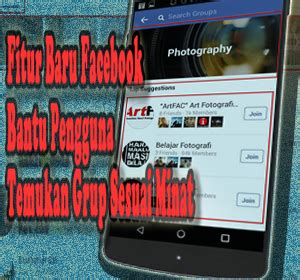 Fitur Baru Facebook
Bantu Pengguna
Temukan Grup Sesuai Minat
Search Groups
Photography
Suggestions
"ArtFAC" Art Fotografi...
Join
Belajar Fotografi
Join